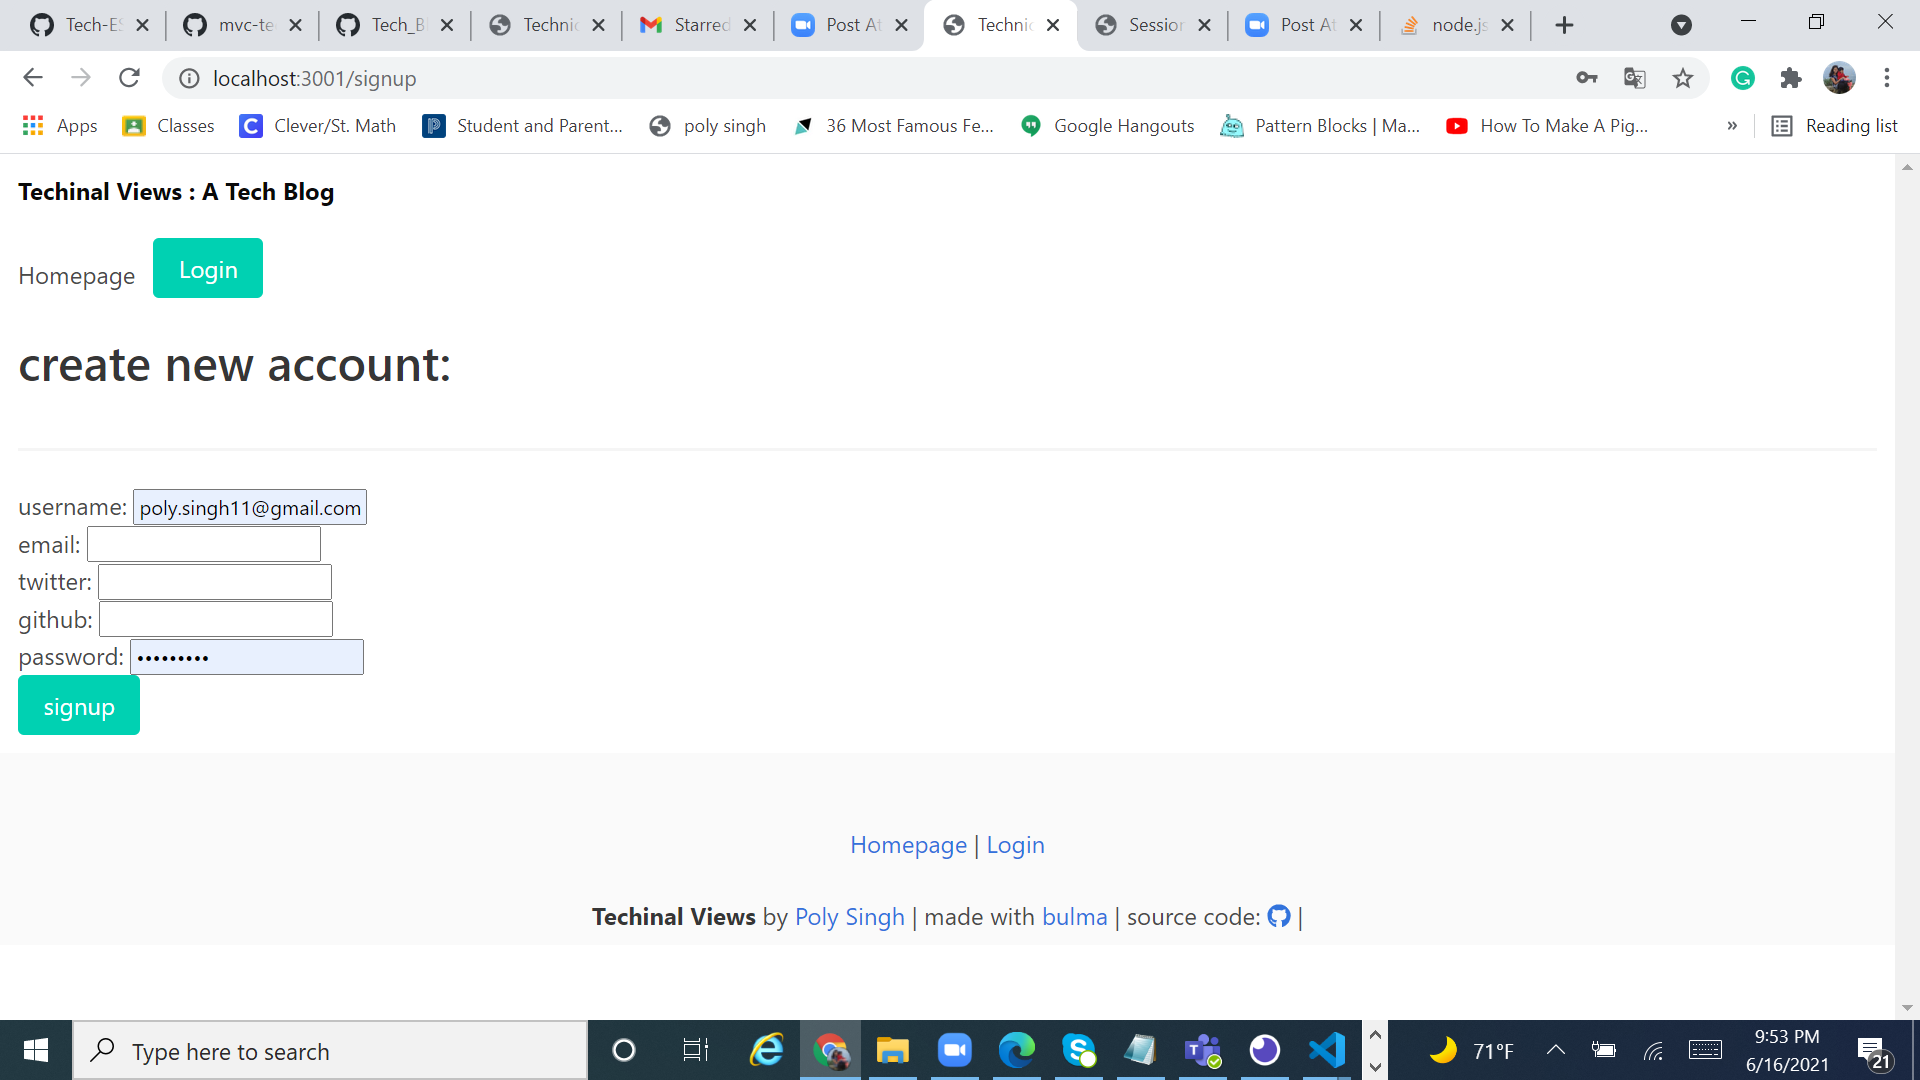 Tech-ES
mvc-te
Tech_Bl
Technic
Starred
Post At
Technic
Session
Post At
node.js
localhost:3001/signup
Apps Classes Clever/St. Math Student and Parent... poly singh 36 Most Famous Fe... Google Hangouts Pattern Blocks | Ma... How To Make A Pig... » Reading list
Techinal Views : A Tech Blog
Homepage Login
create new account:
username: poly.singh11@gmail.com
email:
twitter:
github:
password: •••••••••
signup
Homepage | Login
Techinal Views by Poly Singh | made with bulma | source code: |
Type here to search
71°F
9:53 PM
6/16/2021
21